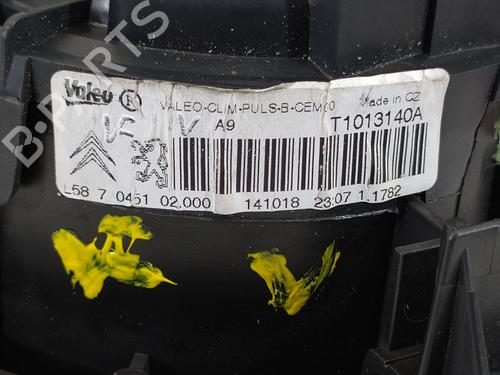 Valeo R VALEO-CLIM-PULS-B-CEM00 Made in CZ
A9 T1013140A
L58 7 0451 02.000 141018 23:07 1.1782
B-PARTS